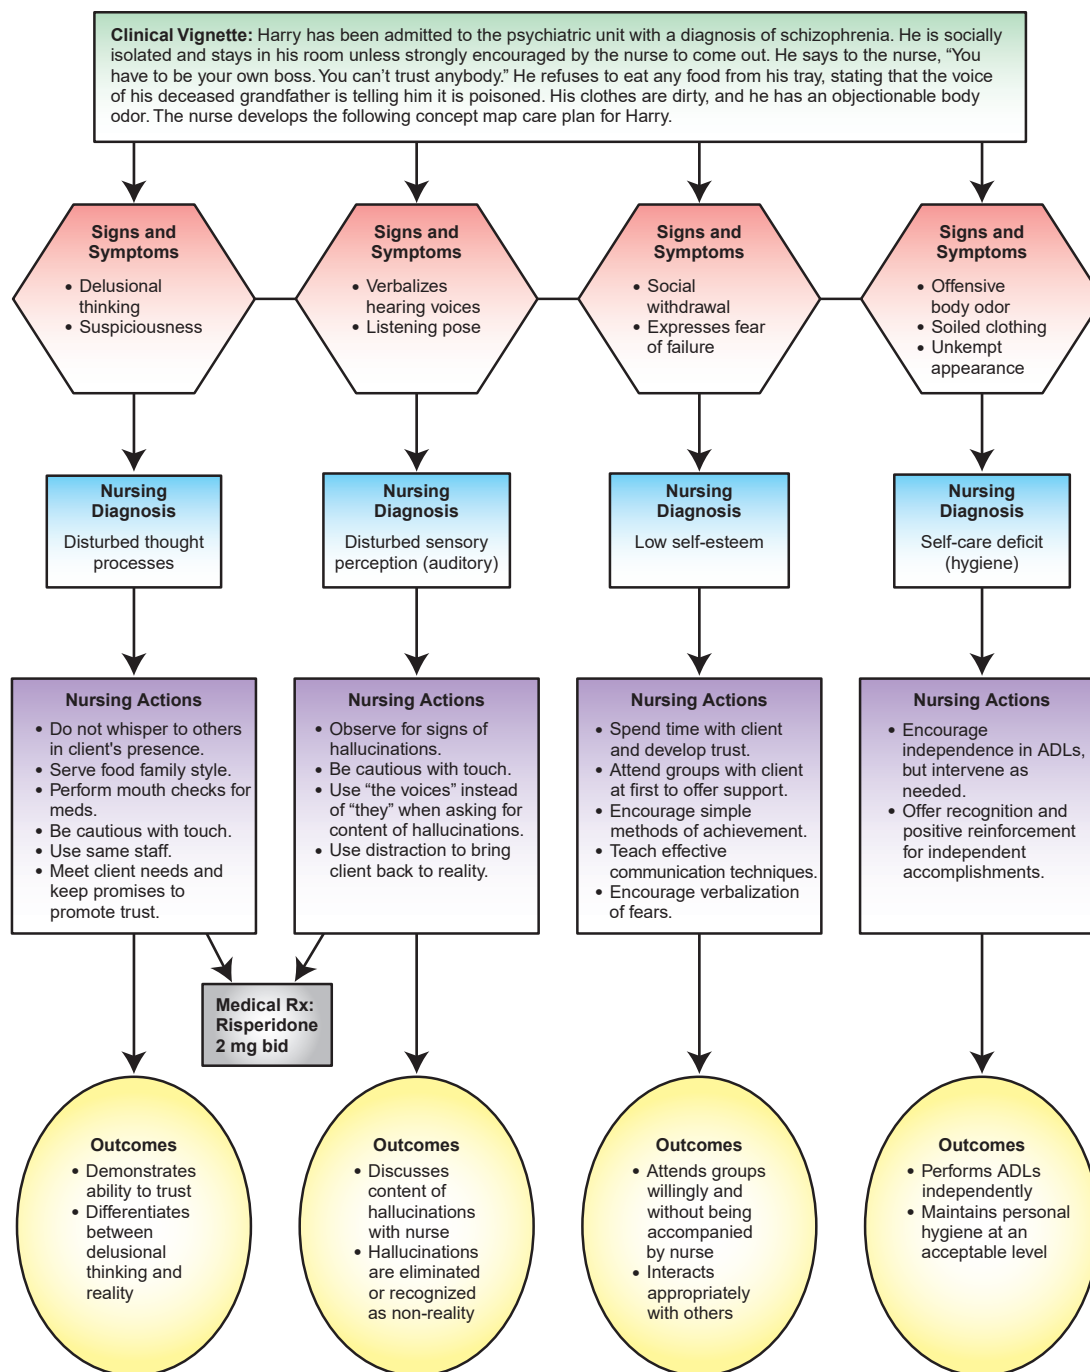 Clinical Vignette: Harry has been admitted to the psychiatric unit with a diagnosis of schizophrenia. He is socially
isolated and stays in his room unless strongly encouraged by the nurse to come out. He says to the nurse, “You
have to be your own boss. You can’t trust anybody.” He refuses to eat any food from his tray, stating that the voice
of his deceased grandfather is telling him it is poisoned. His clothes are dirty, and he has an objectionable body
odor. The nurse develops the following concept map care plan for Harry.
Signs and
Symptoms
• Delusional
thinking
• Suspiciousness
Signs and
Symptoms
• Verbalizes
hearing voices
• Listening pose
Signs and
Symptoms
• Social
withdrawal
• Expresses fear
of failure
Signs and
Symptoms
• Offensive
body odor
• Soiled clothing
• Unkempt
appearance
Nursing
Diagnosis
Disturbed thought
processes
Nursing
Diagnosis
Disturbed sensory
perception (auditory)
Nursing
Diagnosis
Low self-esteem
Nursing
Diagnosis
Self-care deficit
(hygiene)
Nursing Actions
• Do not whisper to others
in client's presence.
• Serve food family style.
• Perform mouth checks for
meds.
• Be cautious with touch.
• Use same staff.
• Meet client needs and
keep promises to
promote trust.
Nursing Actions
• Observe for signs of
hallucinations.
• Be cautious with touch.
• Use “the voices” instead
of “they” when asking for
content of hallucinations.
• Use distraction to bring
client back to reality.
Nursing Actions
• Spend time with client
and develop trust.
• Attend groups with client
at first to offer support.
• Encourage simple
methods of achievement.
• Teach effective
communication techniques.
• Encourage verbalization
of fears.
Nursing Actions
• Encourage
independence in ADLs,
but intervene as
needed.
• Offer recognition and
positive reinforcement
for independent
accomplishments.
Medical Rx:
Risperidone
2 mg bid
Outcomes
• Demonstrates
ability to trust
• Differentiates
between
delusional
thinking and
reality
Outcomes
• Discusses
content of
hallucinations
with nurse
• Hallucinations
are eliminated
or recognized
as non-reality
Outcomes
• Attends groups
willingly and
without being
accompanied
by nurse
• Interacts
appropriately
with others
Outcomes
• Performs ADLs
independently
• Maintains personal
hygiene at an
acceptable level